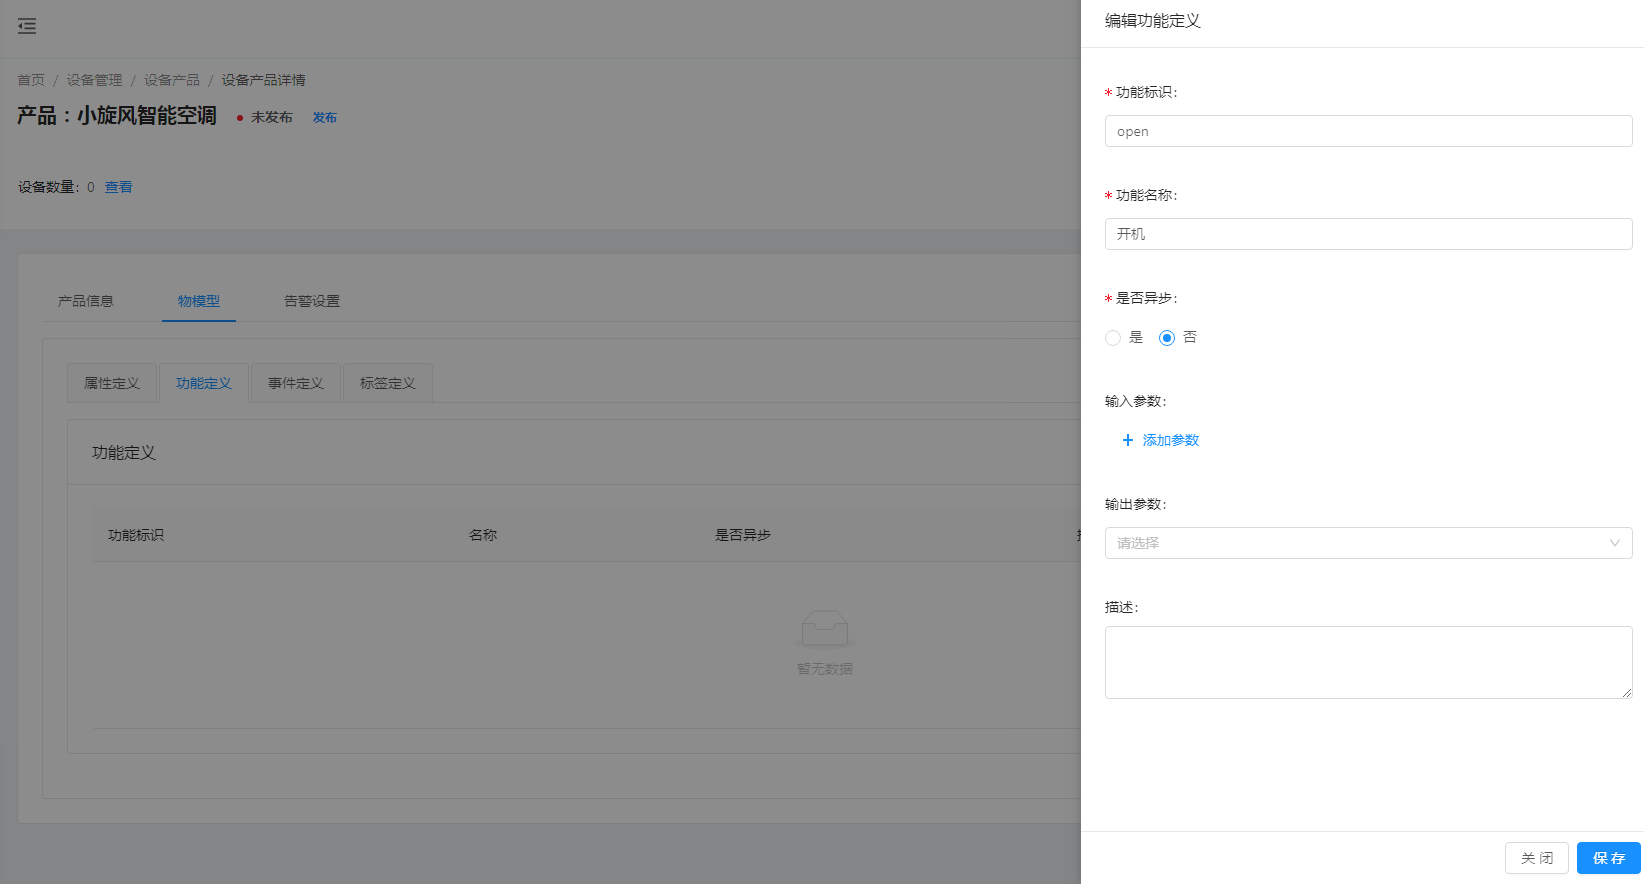 首页 / 设备管理 / 设备产品 / 设备产品详情
产品：小旋风智能空调 未发布 发布
设备数量：0 查看
产品信息 物模型 告警设置
属性定义 功能定义 事件定义 标签定义
功能定义
功能标识 名称 是否异步
暂无数据
编辑功能定义
* 功能标识：
open
* 功能名称：
开机
* 是否异步：
是 否
输入参数：
+ 添加参数
输出参数：
请选择
描述：
关 闭 保 存